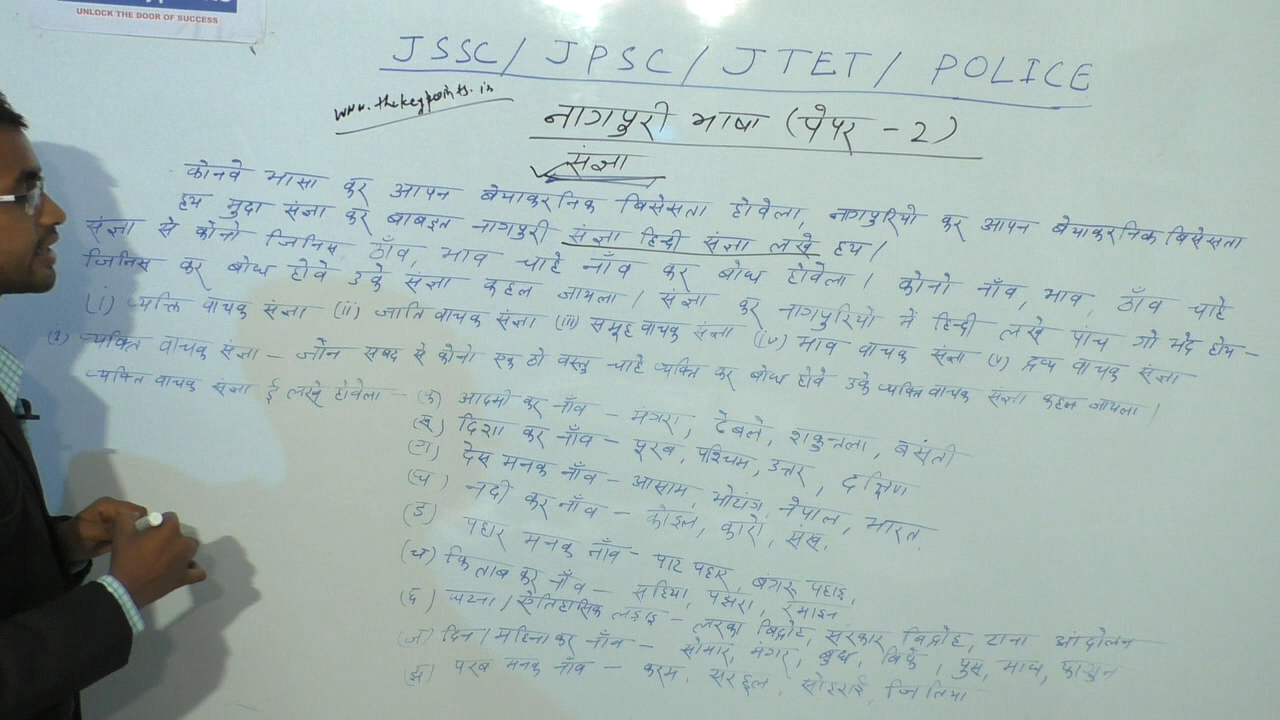 UNLOCK THE DOOR OF SUCCESS
JSSC/ JPSC/ JTET/ POLICE
www.thekeypoints.in
नागपुरी भाषा (पेपर - 2)
संज्ञा
कोनवे भासा कर आपन बेयाकरनिक बिसेसता होवेला, नागपुरियो कर आपन बेयाकरनिक बिसेसता
हय मुदा संज्ञा कर बाबइत नागपुरी संज्ञा हिन्दी संज्ञा लखे हय।
संज्ञा से कोनो जिनिस, ठाँव, भाव चाहे नाँव कर बोध होवेला। कोनो नाँव, भाव, ठाँव चाहे
जिनिस कर बोध होवे उके संज्ञा कहल जायला। संज्ञा कर नागपुरियो में हिन्दी लखे पांच गो भेद होय-
(i) व्यक्ति वाचक संज्ञा (ii) जाति वाचक संज्ञा (iii) समूह वाचक संज्ञा (iv) भाव वाचक संज्ञा (v) द्रव्य वाचक संज्ञा
(१) व्यक्ति वाचक संज्ञा - जोन सबद से कोनो एक ठो वस्तु चाहे व्यक्ति कर बोध होवे उके व्यक्ति वाचक संज्ञा कहल जायला।
व्यक्ति वाचक संज्ञा ई लखे होवेला - (क) आदमी कर नाँव - मंगरा, ढेबले, शकुन्तला, बसंती
(ख) दिशा कर नाँव - पूरब, पश्चिम, उत्तर, दक्षिण
(ग) देस मनक नाँव - आसाम, भोटांग, नेपाल, भारत.
(घ) नदी कर नाँव - कोइल, कारो, संख.
(ङ) पहार मनक नाँव - पाट पहार, बंगरू पहाड़,
(च) किताब कर नाँव - सहिया, पझरा, रमाइन
(छ) घटना / ऐतिहासिक लड़ाइ - लरका बिद्रोह, सरदार बिद्रोह, टाना आंदोलन
(ज) दिन/महिना कर नाँव - सोमार, मंगर, बुध, बिफे, पुस, माघ, फागुन
(झ) परब मनक नाँव - करम, सरहुल, सोहराई, जितिया